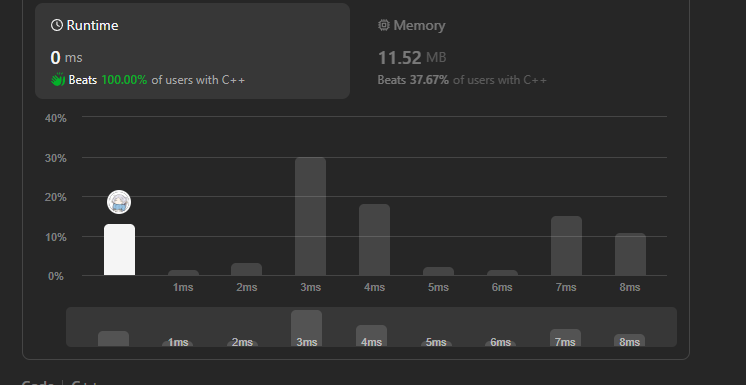 Runtime
0 ms
Beats 100.00% of users with C++
Memory
11.52 MB
Beats 37.67% of users with C++
40%
30%
20%
10%
0%
1ms 2ms 3ms 4ms 5ms 6ms 7ms 8ms
1ms 2ms 3ms 4ms 5ms 6ms 7ms 8ms
Code | C++